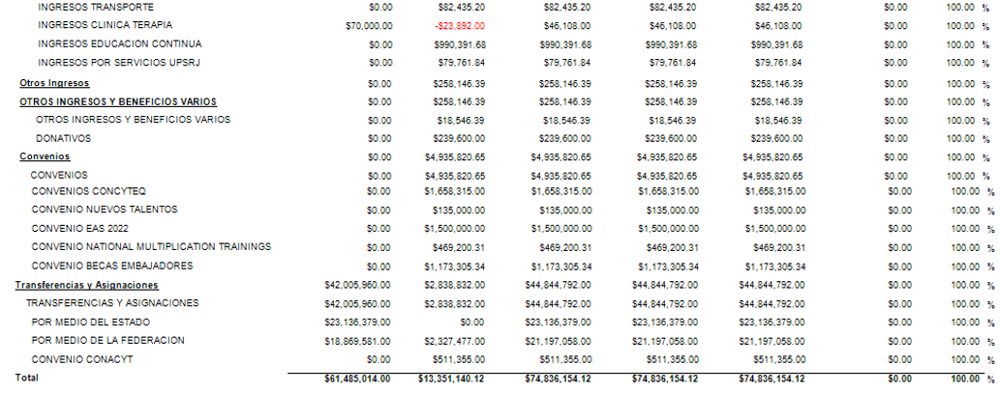 INGRESOS TRANSPORTE $0.00 $82,435.20 $82,435.20 $82,435.20 $82,435.20 $0.00 100.00 %
INGRESOS CLINICA TERAPIA $70,000.00 -$23,892.00 $46,108.00 $46,108.00 $46,108.00 $0.00 100.00 %
INGRESOS EDUCACION CONTINUA $0.00 $990,391.68 $990,391.68 $990,391.68 $990,391.68 $0.00 100.00 %
INGRESOS POR SERVICIOS UPSRJ $0.00 $79,761.84 $79,761.84 $79,761.84 $79,761.84 $0.00 100.00 %
Otros Ingresos $0.00 $258,146.39 $258,146.39 $258,146.39 $258,146.39 $0.00 100.00 %
OTROS INGRESOS Y BENEFICIOS VARIOS $0.00 $258,146.39 $258,146.39 $258,146.39 $258,146.39 $0.00 100.00 %
OTROS INGRESOS Y BENEFICIOS VARIOS $0.00 $18,546.39 $18,546.39 $18,546.39 $18,546.39 $0.00 100.00 %
DONATIVOS $0.00 $239,600.00 $239,600.00 $239,600.00 $239,600.00 $0.00 100.00 %
Convenios $0.00 $4,935,820.65 $4,935,820.65 $4,935,820.65 $4,935,820.65 $0.00 100.00 %
CONVENIOS $0.00 $4,935,820.65 $4,935,820.65 $4,935,820.65 $4,935,820.65 $0.00 100.00 %
CONVENIOS CONCYTEQ $0.00 $1,658,315.00 $1,658,315.00 $1,658,315.00 $1,658,315.00 $0.00 100.00 %
CONVENIO NUEVOS TALENTOS $0.00 $135,000.00 $135,000.00 $135,000.00 $135,000.00 $0.00 100.00 %
CONVENIO EAS 2022 $0.00 $1,500,000.00 $1,500,000.00 $1,500,000.00 $1,500,000.00 $0.00 100.00 %
CONVENIO NATIONAL MULTIPLICATION TRAININGS $0.00 $469,200.31 $469,200.31 $469,200.31 $469,200.31 $0.00 100.00 %
CONVENIO BECAS EMBAJADORES $0.00 $1,173,305.34 $1,173,305.34 $1,173,305.34 $1,173,305.34 $0.00 100.00 %
Transferencias y Asignaciones $42,005,960.00 $2,838,832.00 $44,844,792.00 $44,844,792.00 $44,844,792.00 $0.00 100.00 %
TRANSFERENCIAS Y ASIGNACIONES $42,005,960.00 $2,838,832.00 $44,844,792.00 $44,844,792.00 $44,844,792.00 $0.00 100.00 %
POR MEDIO DEL ESTADO $23,136,379.00 $0.00 $23,136,379.00 $23,136,379.00 $23,136,379.00 $0.00 100.00 %
POR MEDIO DE LA FEDERACION $18,869,581.00 $2,327,477.00 $21,197,058.00 $21,197,058.00 $21,197,058.00 $0.00 100.00 %
CONVENIO CONACYT $0.00 $511,355.00 $511,355.00 $511,355.00 $511,355.00 $0.00 100.00 %
Total $61,485,014.00 $13,351,140.12 $74,836,154.12 $74,836,154.12 $74,836,154.12 $0.00 100.00 %